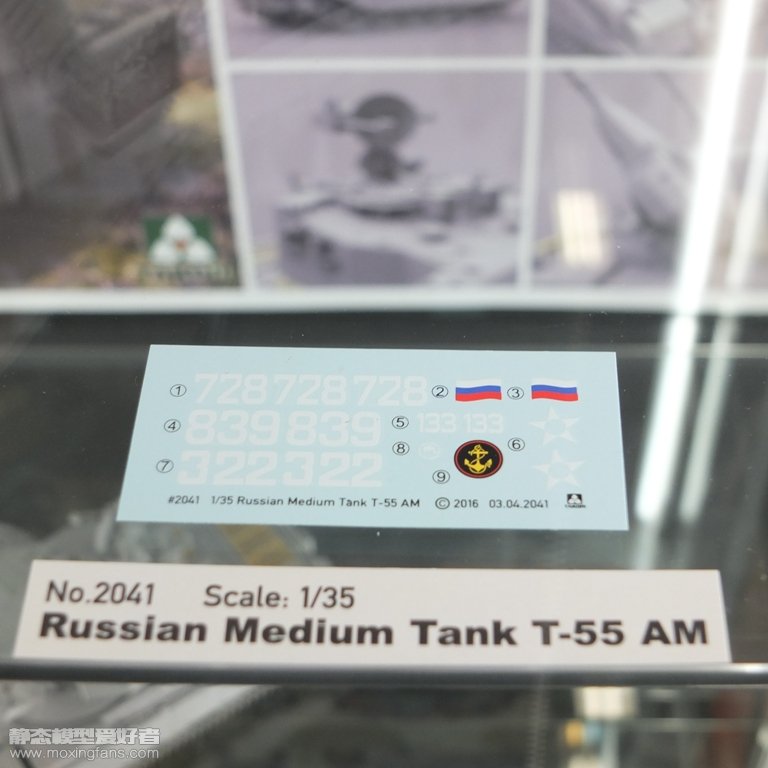 ① 728 728 728 ② ③
④ 839 839 ⑤ 133 133 ⑥
⑦ 322 322 ⑧ ⑨
#2041 1/35 Russian Medium Tank T-55 AM © 2016 03.04.2041
No.2041 Scale: 1/35
Russian Medium Tank T-55 AM
静态模型爱好者
www.moxingfans.com